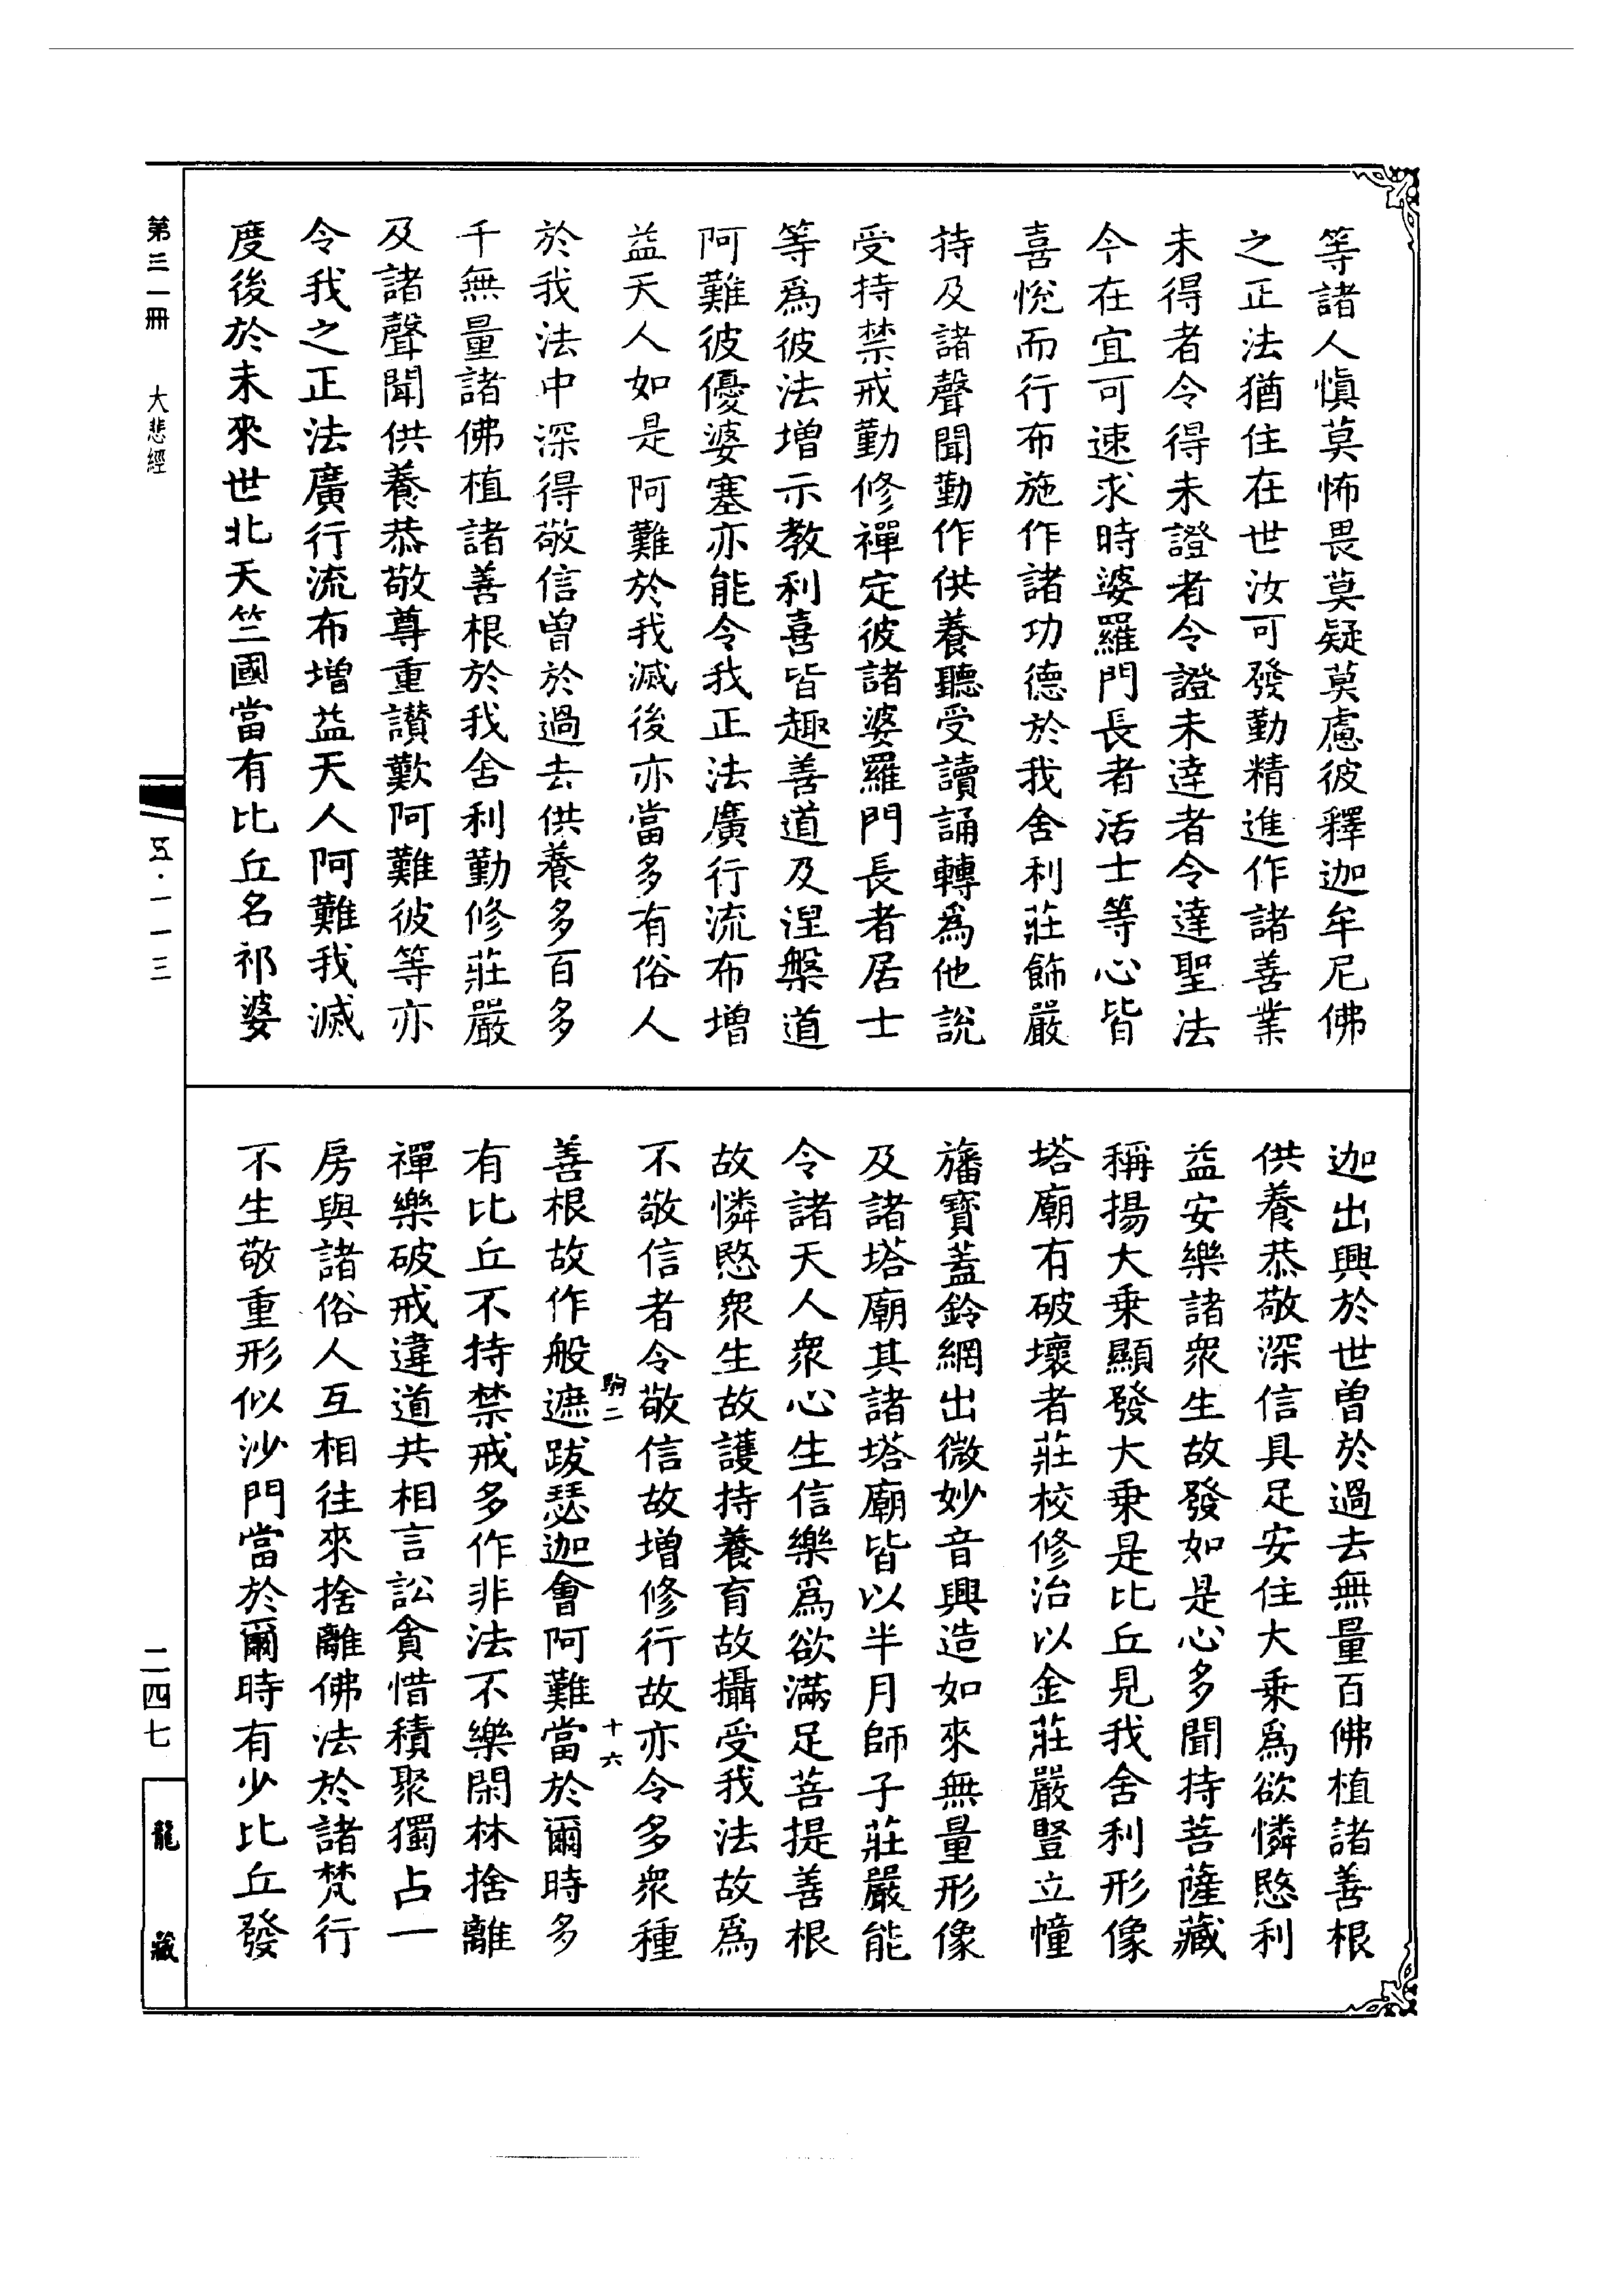 等諸人愼莫怖畏莫疑莫慮彼釋迦牟尼佛
之正法猶住在世汝可發勤精進作諸善業
未得者令得未證者令證未達者令達聖法
今在宜可速求時婆羅門長者活士等心皆
喜悅而行布施作諸功德於我舍利莊飾嚴
持及諸聲聞勤作供養聽受讀誦轉爲他說
受持禁戒勤修禪定彼諸婆羅門長者居士
等爲彼法增示教利喜皆趣善道及涅槃道
阿難彼優婆塞亦能令我正法廣行流布增
益天人如是阿難於我滅後亦當多有俗人
於我法中深得敬信曾於過去供養多百多
千無量諸佛植諸善根於我舍利勤修莊嚴
及諸聲聞供養恭敬尊重讚歎阿難彼等亦
令我之正法廣行流布增益天人阿難我滅
度後於未來世北天竺國當有比丘名祁婆
迦出興於世曾於過去無量百佛植諸善根
供養恭敬深信具足安住大乘爲欲憐愍利
益安樂諸衆生故發如是心多聞持菩薩藏
稱揚大乘顯發大乘是比丘見我舍利形像
塔廟有破壞者莊校修治以金莊嚴豎立幢
旛寶蓋鈴網出微妙音興造如來無量形像
及諸塔廟其諸塔廟皆以半月師子莊嚴能
令諸天人衆心生信樂爲欲滿足菩提善根
故憐愍衆生故護持養育故攝受我法故爲
不敬信者令敬信故增修行故亦令多衆種
駒二 十六
善根故作般遮跋瑟迦會阿難當於爾時多
有比丘不持禁戒多作非法不樂閑林捨離
禪樂破戒違道共相言訟貪惜積聚獨占一
房與諸俗人互相往來捨離佛法於諸梵行
不生敬重形似沙門當於爾時有少比丘發
第三一冊 大悲經
五·一一三
二四七
龍藏